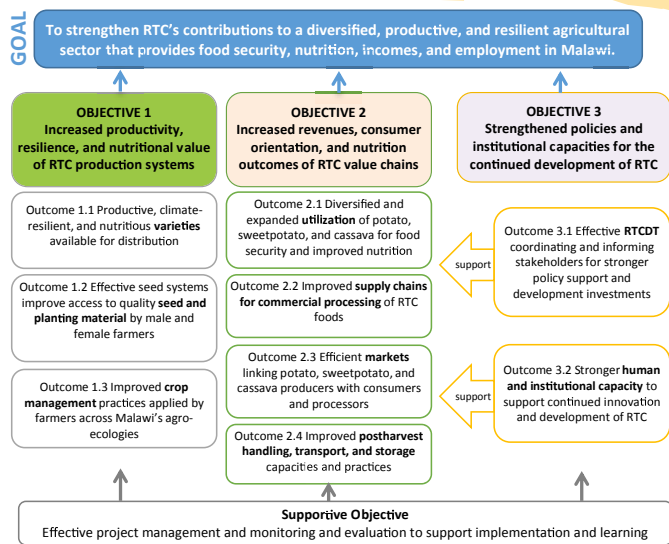 GOAL
To strengthen RTC's contributions to a diversified, productive, and resilient agricultural
sector that provides food security, nutrition, incomes, and employment in Malawi.
OBJECTIVE 1
Increased productivity,
resilience, and nutritional value
of RTC production systems
Outcome 1.1 Productive, climate-
resilient, and nutritious varieties
available for distribution
Outcome 1.2 Effective seed systems
improve access to quality seed and
planting material by male and
female farmers
Outcome 1.3 Improved crop
management practices applied by
farmers across Malawi's agro-
ecologies
OBJECTIVE 2
Increased revenues, consumer
orientation, and nutrition
outcomes of RTC value chains
Outcome 2.1 Diversified and
expanded utilization of potato,
sweetpotato, and cassava for food
security and improved nutrition
Outcome 2.2 Improved supply chains
for commercial processing of RTC
foods
Outcome 2.3 Efficient markets
linking potato, sweetpotato, and
cassava producers with consumers
and processors
Outcome 2.4 Improved postharvest
handling, transport, and storage
capacities and practices
OBJECTIVE 3
Strengthened policies and
institutional capacities for the
continued development of RTC
support
Outcome 3.1 Effective RTCDT
coordinating and informing
stakeholders for stronger
policy support and
development investments
support
Outcome 3.2 Stronger human
and institutional capacity to
support continued innovation
and development of RTC
Supportive Objective
Effective project management and monitoring and evaluation to support implementation and learning